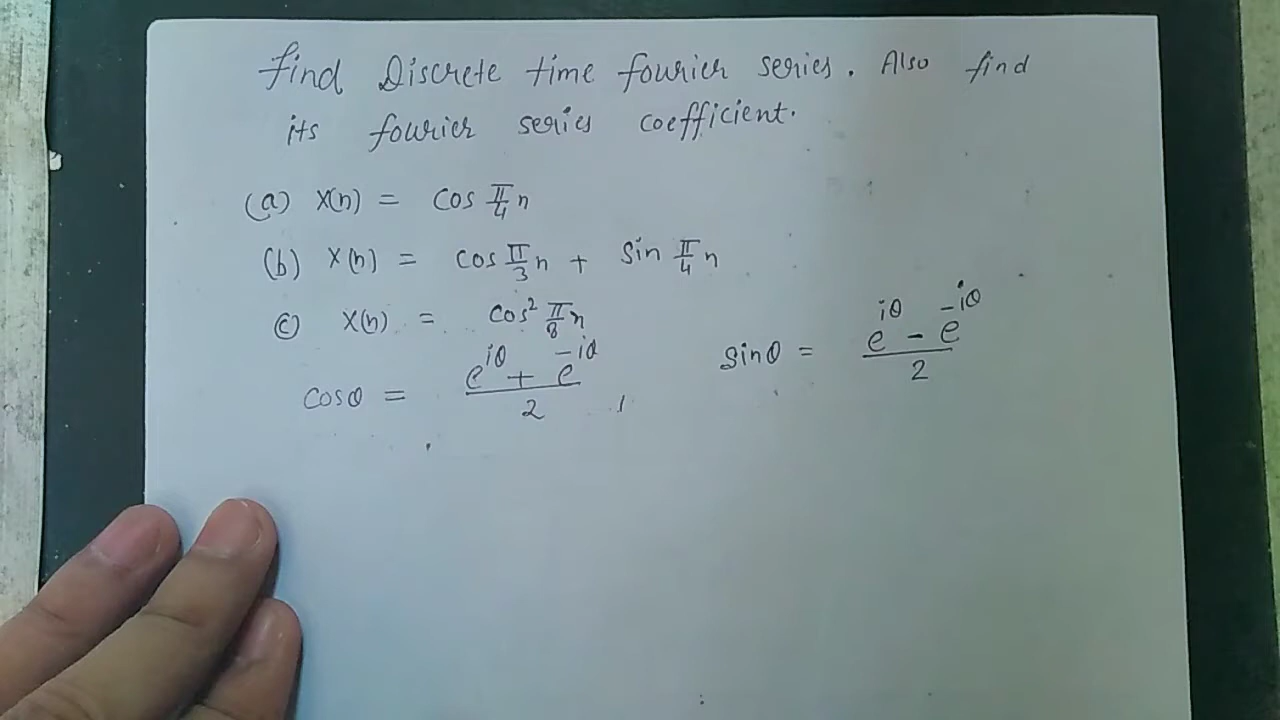 find Discrete time fourier series. Also find
its fourier series coefficient.
(a) x(n) = cos π/4 n
(b) x(n) = cos π/3 n + sin π/4 n
(c) x(n) = cos² π/8 n
cosθ = (e^{iθ} + e^{-iθ})/2 , sinθ = (e^{iθ} - e^{-iθ})/2